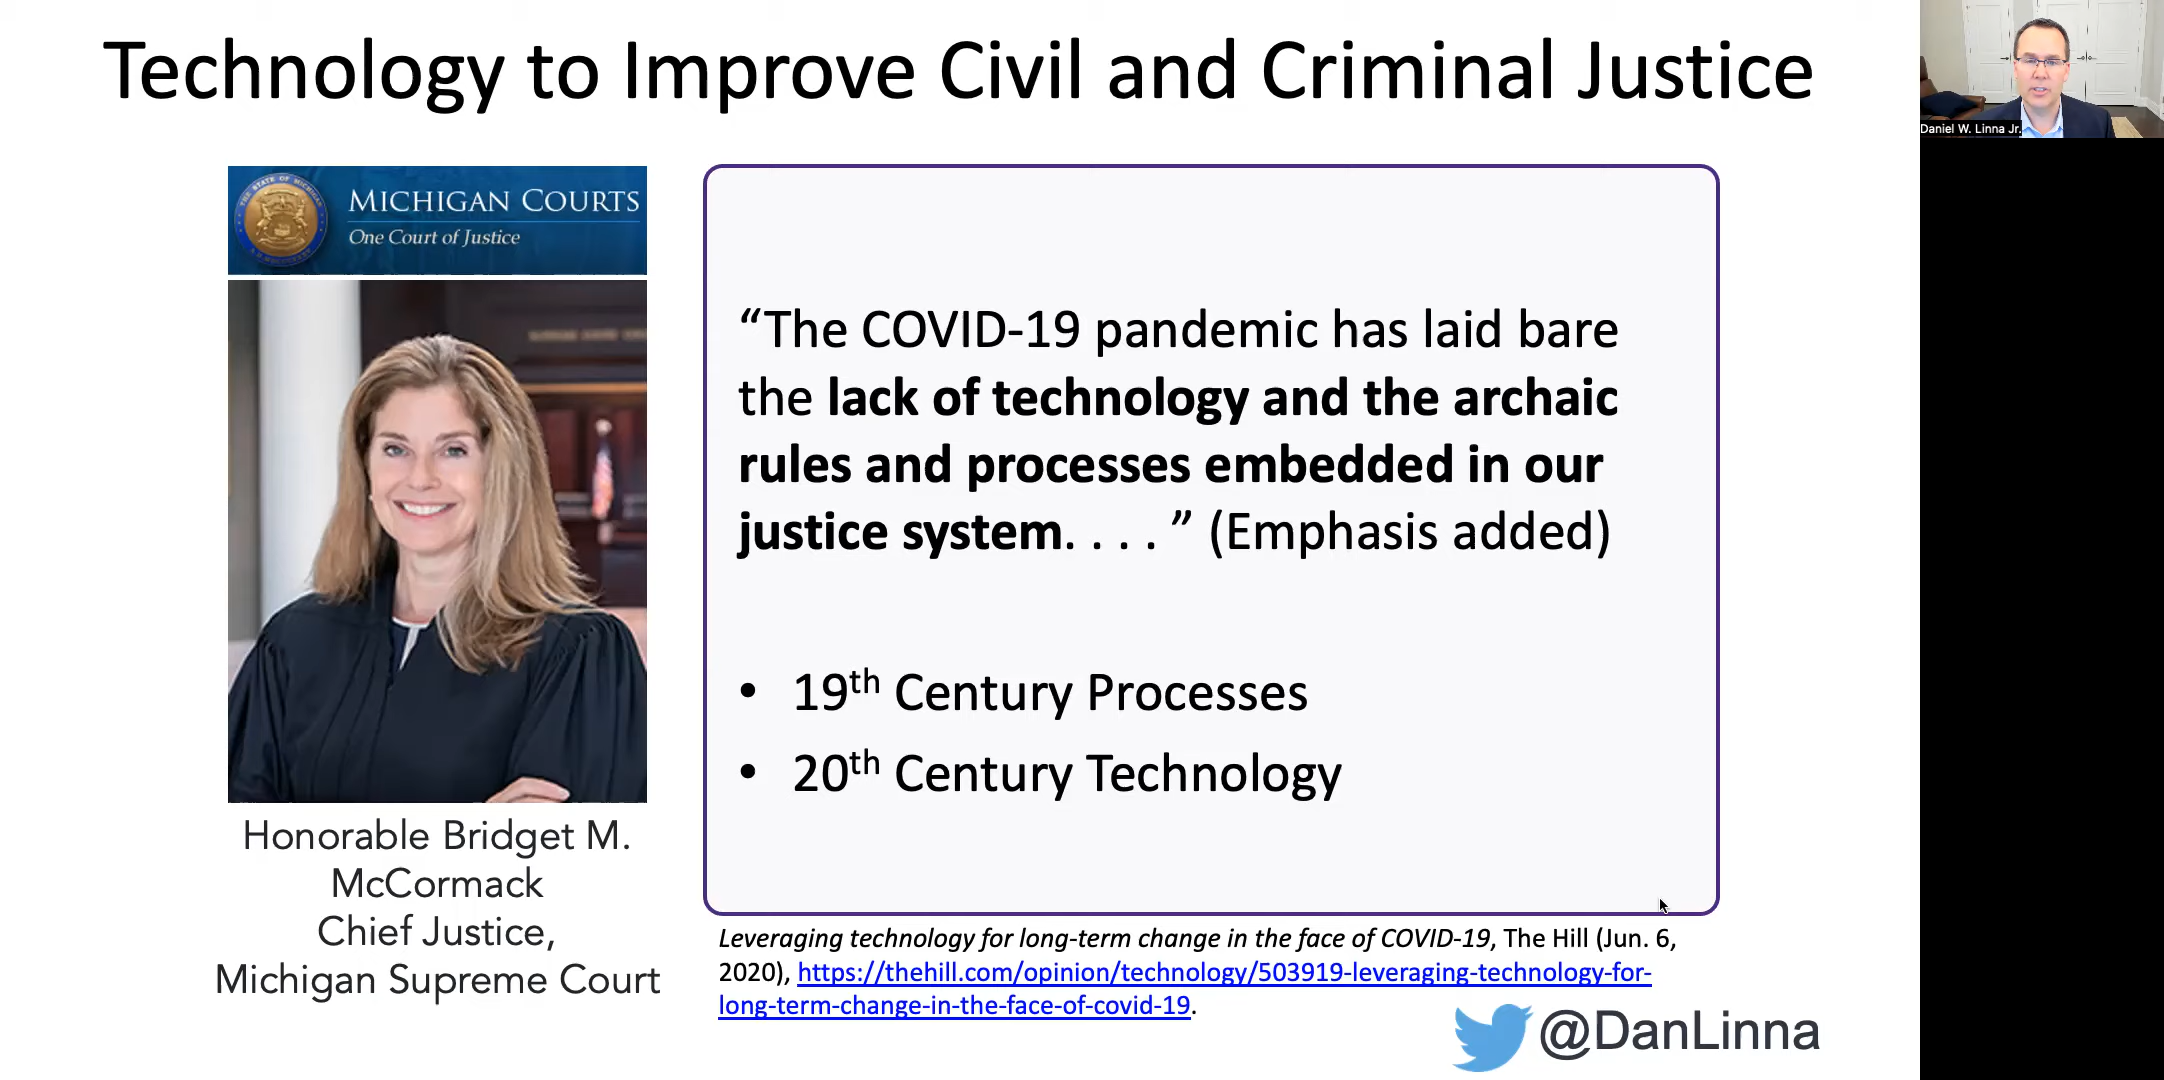 Technology to Improve Civil and Criminal Justice
Daniel W. Linna Jr.
MICHIGAN COURTS
One Court of Justice
Honorable Bridget M.
McCormack
Chief Justice,
Michigan Supreme Court
“The COVID-19 pandemic has laid bare
the lack of technology and the archaic
rules and processes embedded in our
justice system. . . . ” (Emphasis added)
• 19th Century Processes
• 20th Century Technology
Leveraging technology for long-term change in the face of COVID-19, The Hill (Jun. 6,
2020), https://thehill.com/opinion/technology/503919-leveraging-technology-for-
long-term-change-in-the-face-of-covid-19.
@DanLinna